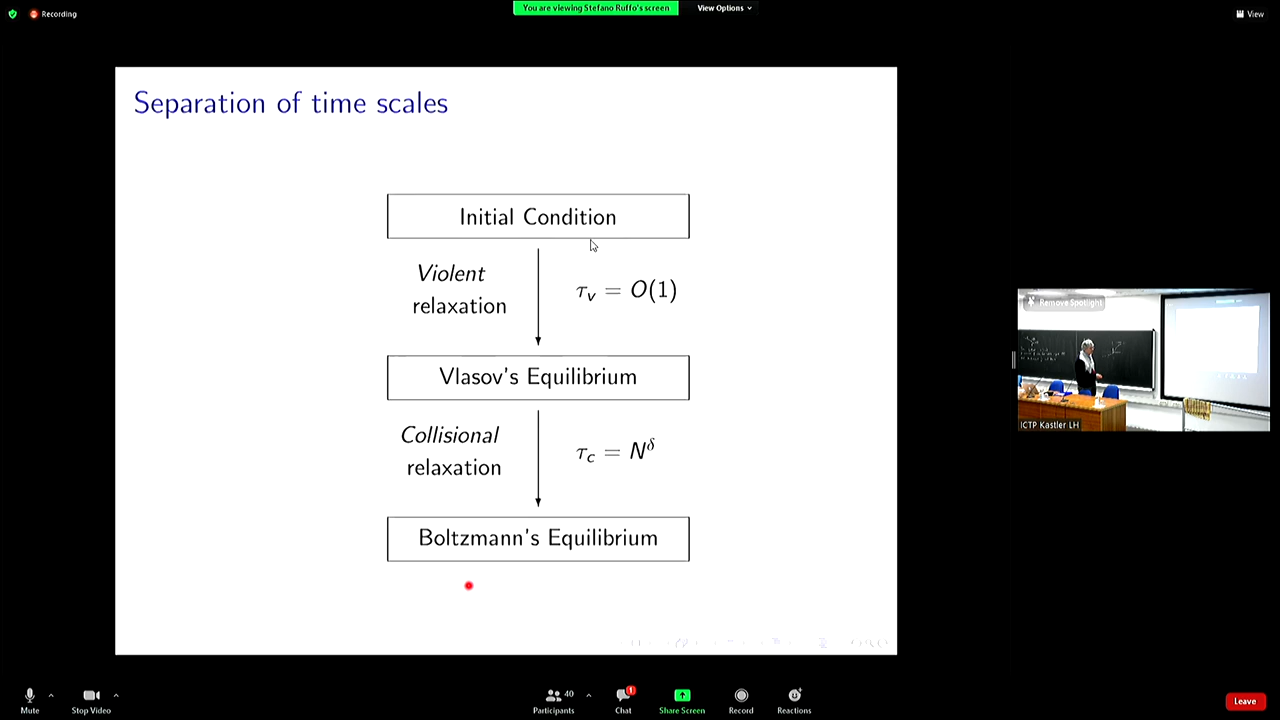 Recording
You are viewing Stefano Ruffo's screen
View Options
View
Separation of time scales
Initial Condition
Violent
relaxation
τ_v = O(1)
Vlasov's Equilibrium
Collisional
relaxation
τ_c = N^δ
Boltzmann's Equilibrium
Remove Spotlight
ICTP Kastler LH
Mute
Stop Video
Participants
40
Chat
1
Share Screen
Record
Reactions
Leave